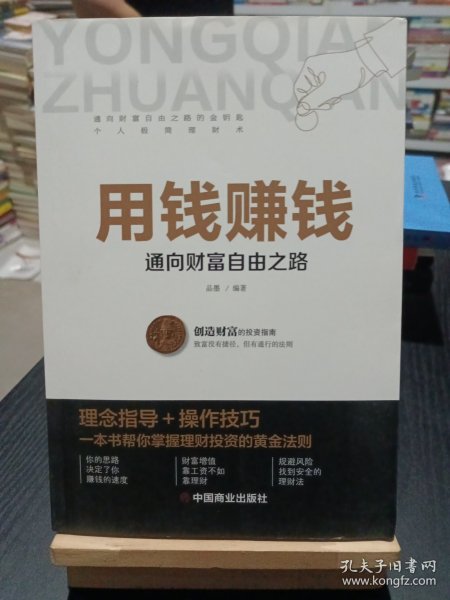 YONGQIAN
ZHUANQIAN
通向财富自由之路的金钥匙
个人极简理财术
用钱赚钱
通向财富自由之路
品墨 / 编著
创造财富的投资指南
致富没有捷径，但有通行的法则
理念指导+操作技巧
一本书帮你掌握理财投资的黄金法则
你的思路
决定了你
赚钱的速度
财富增值
靠工资不如
靠理财
规避风险
找到安全的
理财法
中国商业出版社
孔夫子旧书网
www.kongfz.com